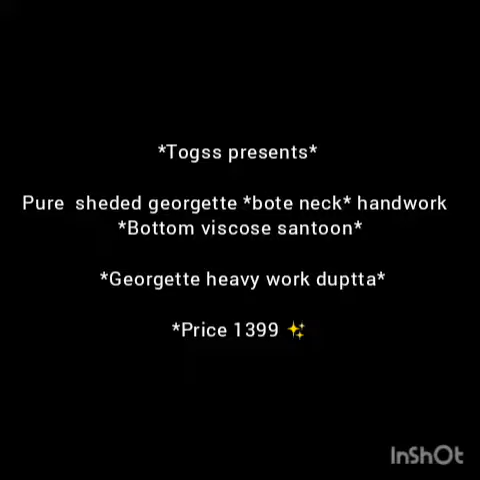 *Togss presents*
Pure sheded georgette *bote neck* handwork
*Bottom viscose santoon*
*Georgette heavy work duptta*
*Price 1399 ✨
InShOt